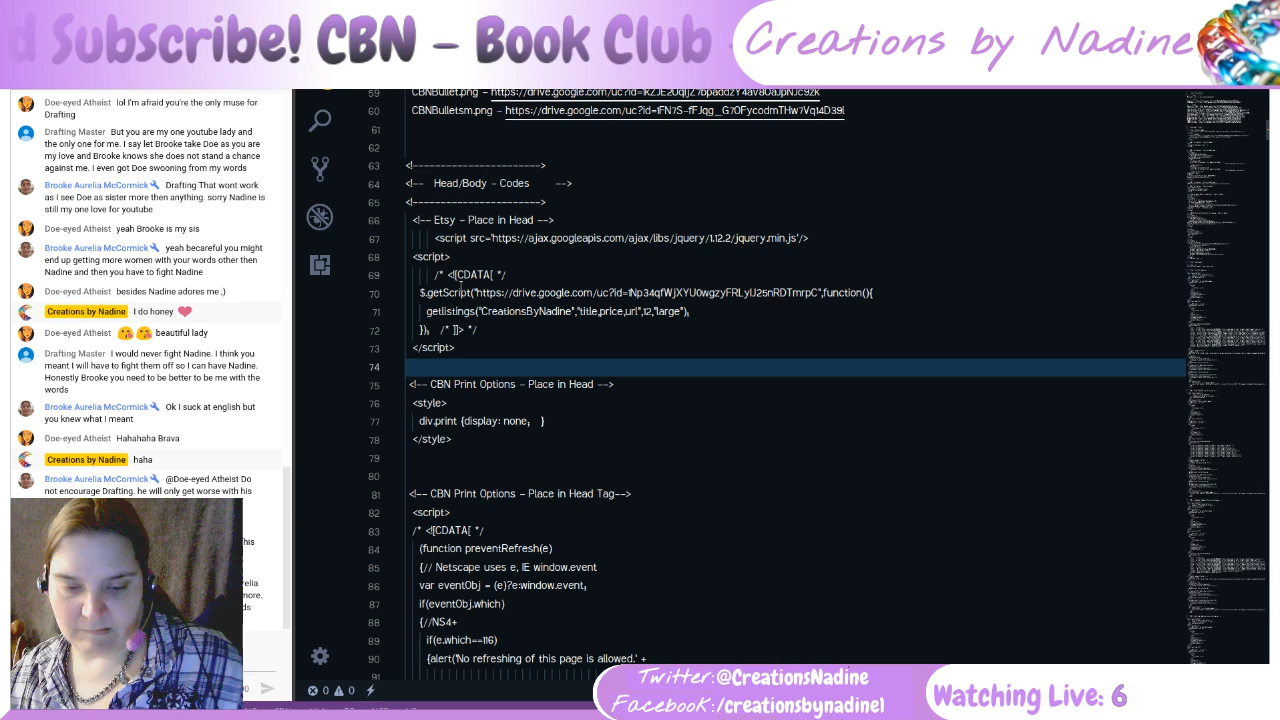 d Subscribe! CBN - Book Club -
Creations by Nadine
Doe-eyed Atheist lol I'm afraid you're the only muse for
Drafting
Drafting Master But you are my one youtube lady and
the only one for me. I say let Brooke take Doe as you are
my love and Brooke knows she does not stand a chance
against me. I even got Doe swooning from my words
Brooke Aurelia McCormick Drafting That wont work
as I see Doe as sister more then anything. sorry Nadine is
still my one love for youtube
Doe-eyed Atheist yeah Brooke is my sis
Brooke Aurelia McCormick yeah becareful you might
end up getting more women with your words other then
Nadine and then you have to fight Nadine
Doe-eyed Atheist besides Nadine adores me ;)
Creations by Nadine I do honey
Doe-eyed Atheist beautiful lady
Drafting Master I would never fight Nadine. I think you
meant I will have to fight them off so I can have Nadine.
Honestly Brooke you need to be better to be me with the
words
Brooke Aurelia McCormick Ok I suck at english but
you knew what I meant
Doe-eyed Atheist Hahahaha Brava
Creations by Nadine haha
Brooke Aurelia McCormick @Doe-eyed Atheist Do
not encourage Drafting. he will only get worse with his
59 CBNBullet.png -
60 CBNBulletsm.png -
61
62
63 <!----------------------->
64 <!-- Head/Body - Codes -->
65 <!----------------------->
66 <!-- Etsy - Place in Head -->
67 <script src='https://ajax.googleapis.com/ajax/libs/jquery/1.12.2/jquery.min.js'/>
68 <script>
69 /* <![CDATA[ */
70 $.getScript("https://drive.google.com/uc?id=1Np34qfWjXYU0wgzyFRLyIJ25nRDTmrpC",function(){
71 getlistings("CreationsByNadine","title,price,url",12,"large");
72 }); /* ]]> */
73 </script>
74
75 <!-- CBN Print Options - Place in Head -->
76 <style>
77 div.print {display: none; }
78 </style>
79
80
81 <!-- CBN Print Options - Place in Head Tag-->
82 <script>
83 /* <![CDATA[ */
84 (function preventRefresh(e)
85 {// Netscape uses e, IE window.event
86 var eventObj = (e)?e:window.event;
87 if(eventObj.which)
88 {//NS4+
89 if(e.which==116)
90 {alert('No refreshing of this page is allowed.' +
91
0 0
Twitter:@CreationsNadine
Facebook:/creationsbynadine1
Watching Live: 6